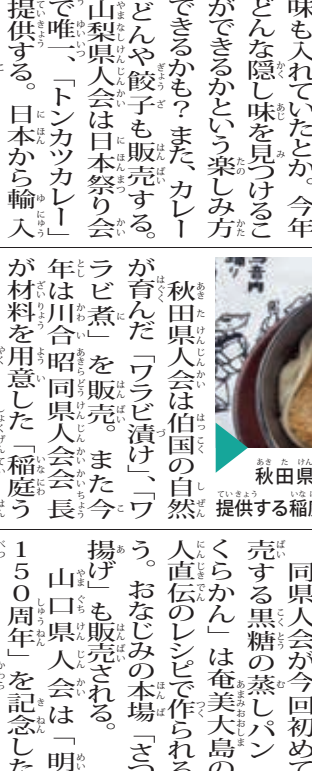 味も入れていたとか。今年
どんな隠し味を見つけるこ
ができるかという楽しみ方
できるかも？また、カレー
どんや餃子も販売する。
山梨県人会は日本祭り会
で唯一、「トンカツカレー」
提供する。日本から輸入
秋田県
提供する稲
秋田県人会は伯国の自然
が育んだ「ワラビ漬け」、「ワ
ラビ煮」を販売。また今
年は川合昭同県人会会長
が材料を用意した「稲庭う
同県人会が今回初めて
売する黒糖の蒸しパン
くらかん」は奄美大島の
人直伝のレシピで作られる
う。おなじみの本場「さつ
揚げ」も販売される。
山口県人会は「明
150周年」を記念した